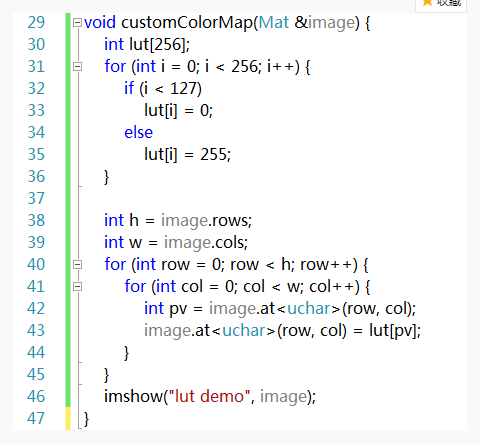 收藏
29 void customColorMap(Mat &image) {
30 int lut[256];
31 for (int i = 0; i < 256; i++) {
32 if (i < 127)
33 lut[i] = 0;
34 else
35 lut[i] = 255;
36 }
37
38 int h = image.rows;
39 int w = image.cols;
40 for (int row = 0; row < h; row++) {
41 for (int col = 0; col < w; col++) {
42 int pv = image.at<uchar>(row, col);
43 image.at<uchar>(row, col) = lut[pv];
44 }
45 }
46 imshow("lut demo", image);
47 }